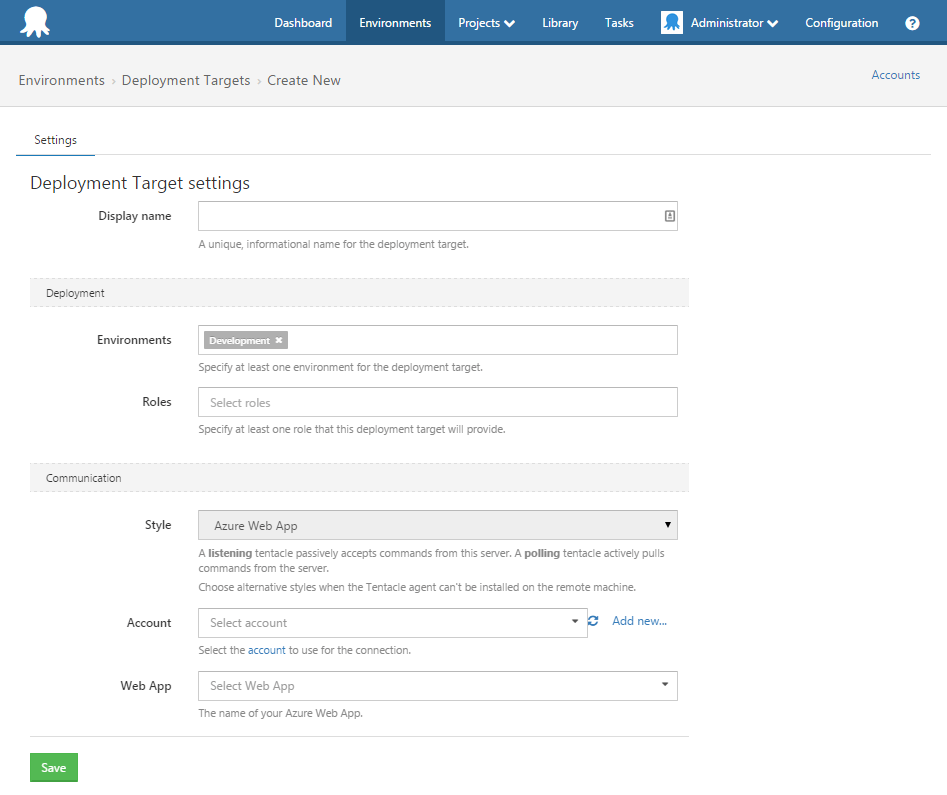 Dashboard Environments Projects Library Tasks Administrator Configuration ?
Environments › Deployment Targets › Create New Accounts
Settings
Deployment Target settings
Display name
A unique, informational name for the deployment target.
Deployment
Environments Development ×
Specify at least one environment for the deployment target.
Roles Select roles
Specify at least one role that this deployment target will provide.
Communication
Style Azure Web App
A listening tentacle passively accepts commands from this server. A polling tentacle actively pulls
commands from the server.
Choose alternative styles when the Tentacle agent can't be installed on the remote machine.
Account Select account Add new...
Select the account to use for the connection.
Web App Select Web App
The name of your Azure Web App.
Save